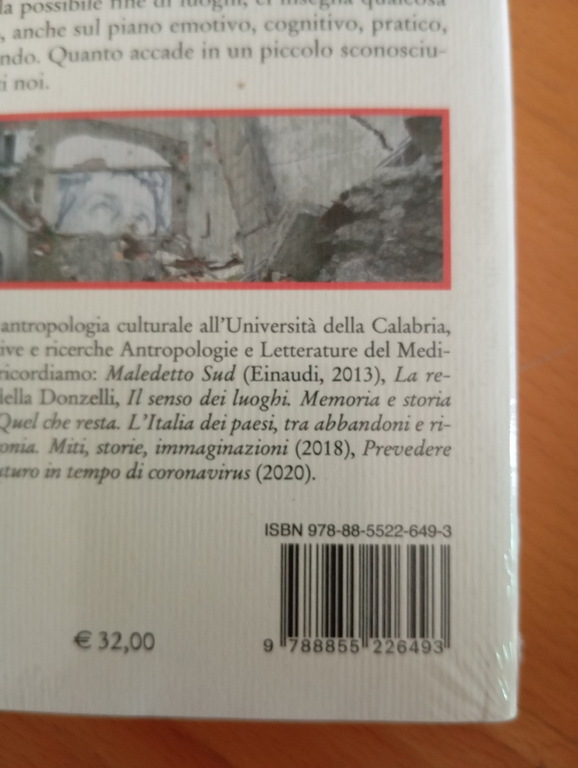 la possibile fine di luoghi, ci insegna qualcosa
, anche sul piano emotivo, cognitivo, pratico,
ndo. Quanto accade in un piccolo sconosciu-
i noi.
antropologia culturale all'Università della Calabria,
ive e ricerche Antropologie e Letterature del Medi-
ricordiamo: Maledetto Sud (Einaudi, 2013), La re-
della Donzelli, Il senso dei luoghi. Memoria e storia
Quel che resta. L'Italia dei paesi, tra abbandoni e ri-
onia. Miti, storie, immaginazioni (2018), Prevedere
uturo in tempo di coronavirus (2020).
ISBN 978-88-5522-649-3
€ 32,00
9 788855 226493